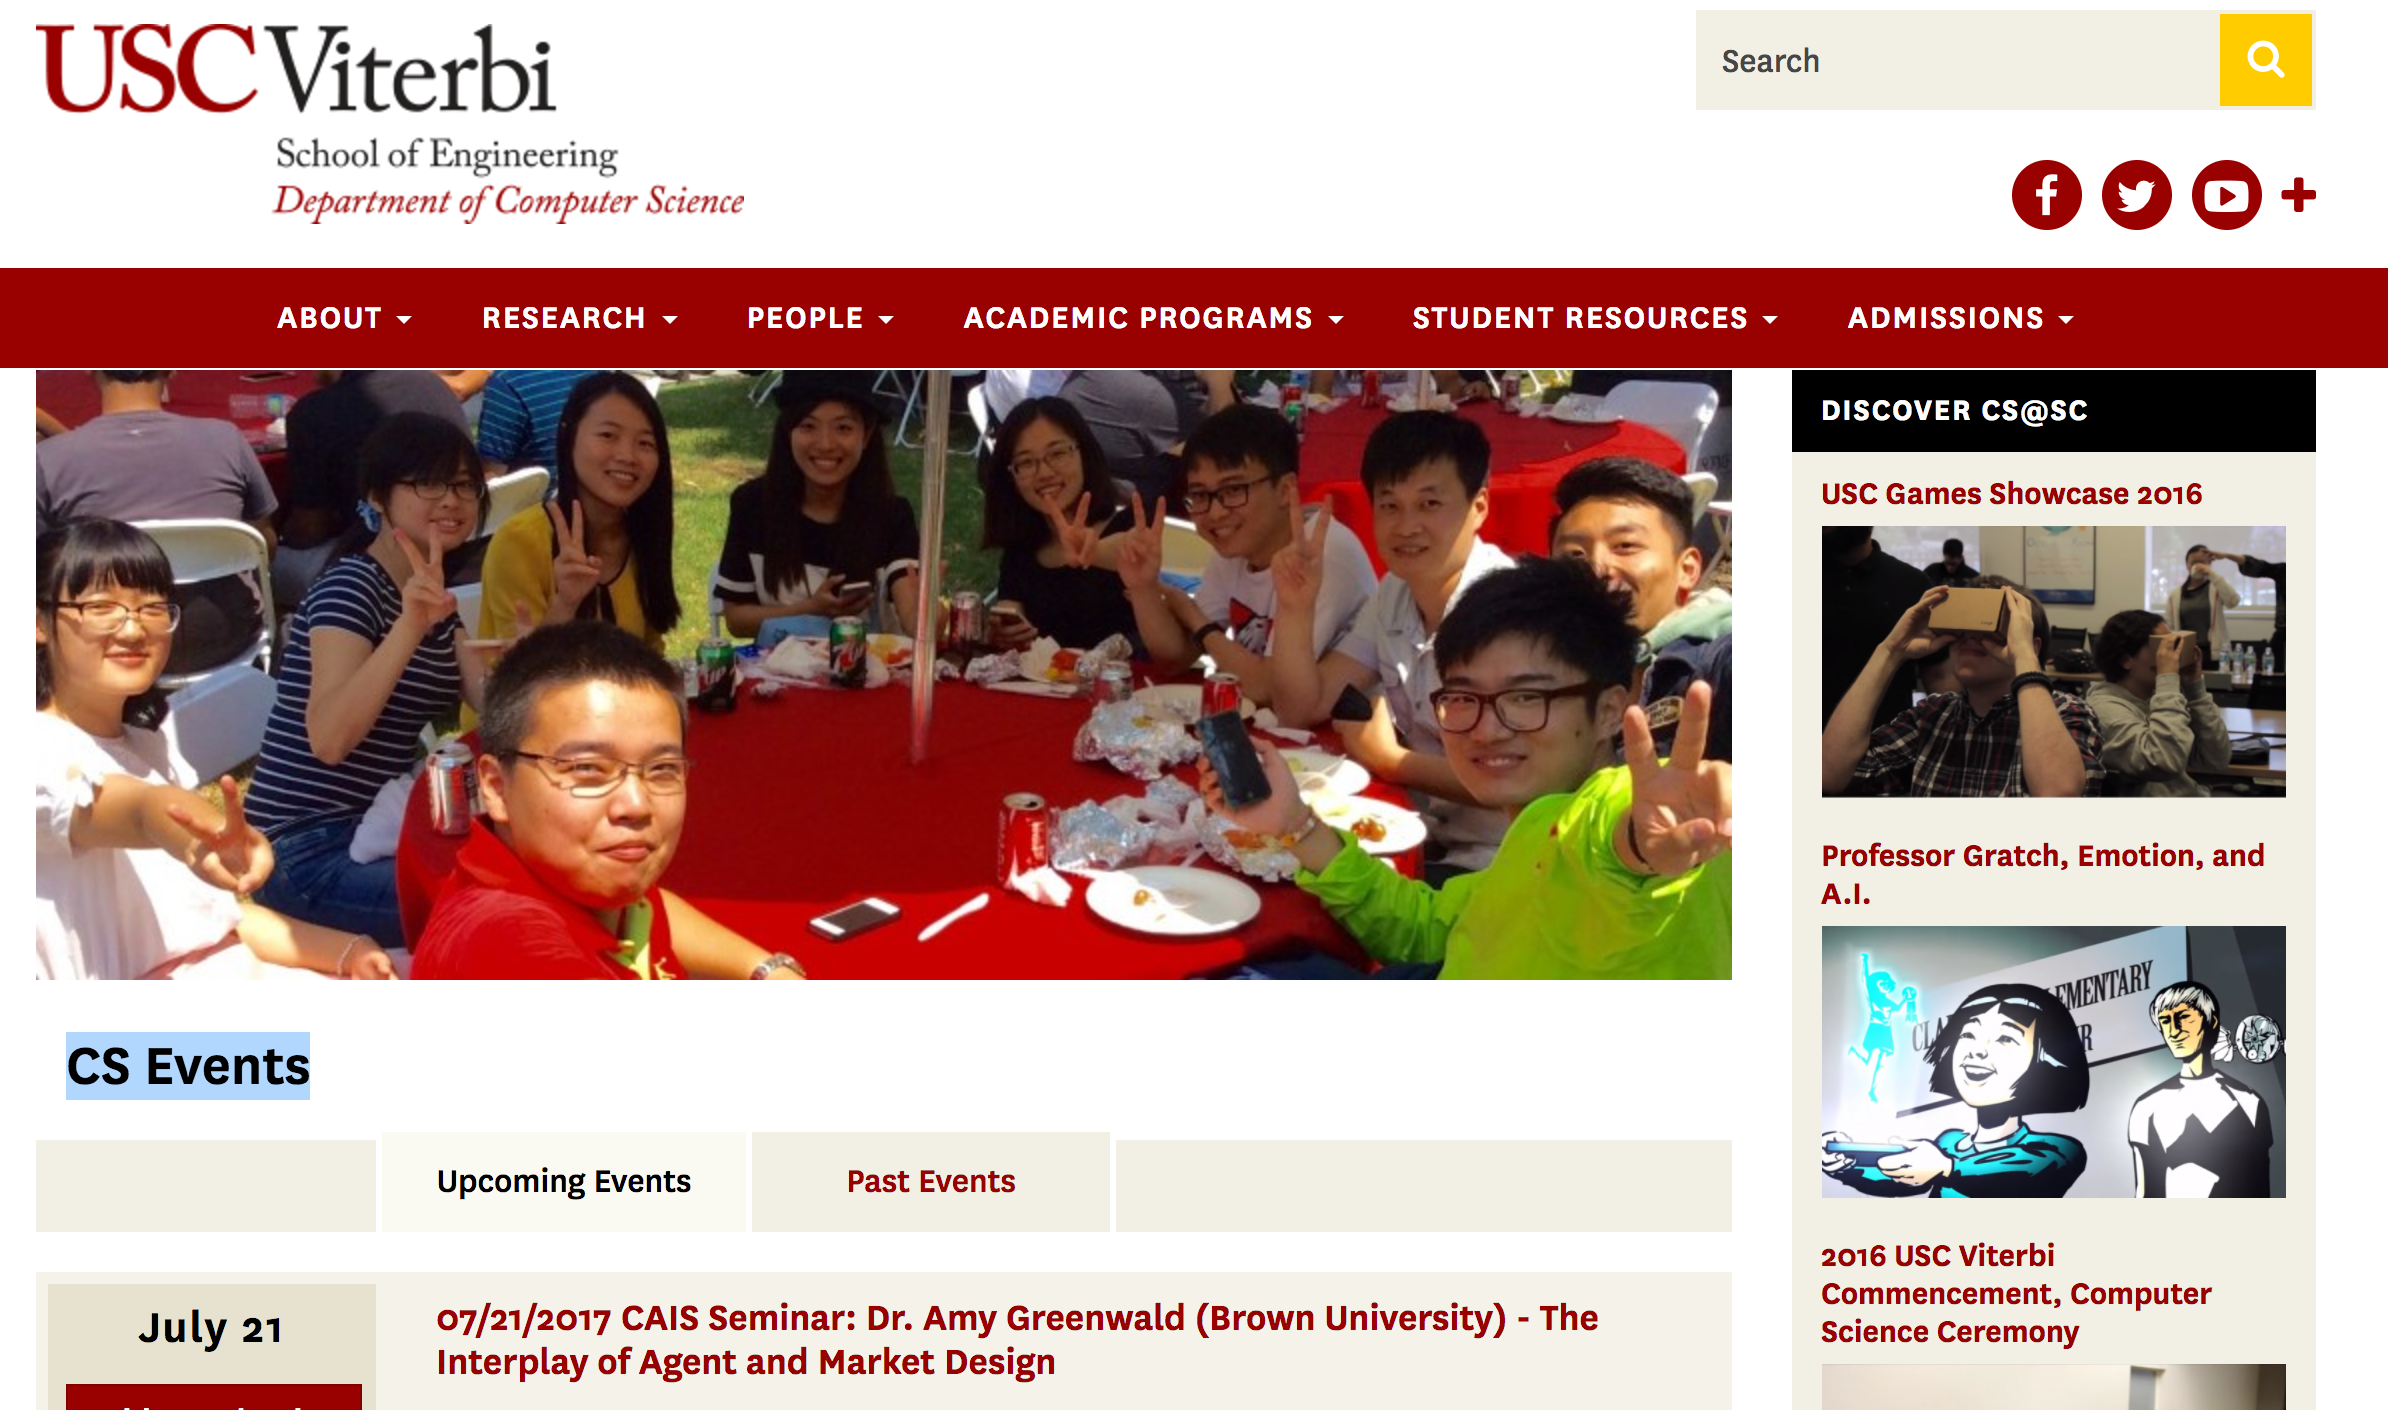 USC Viterbi
School of Engineering
Department of Computer Science
Search
ABOUT
RESEARCH
PEOPLE
ACADEMIC PROGRAMS
STUDENT RESOURCES
ADMISSIONS
CS Events
Upcoming Events
Past Events
July 21
07/21/2017 CAIS Seminar: Dr. Amy Greenwald (Brown University) - The
Interplay of Agent and Market Design
DISCOVER CS@SC
USC Games Showcase 2016
Professor Gratch, Emotion, and
A.I.
2016 USC Viterbi
Commencement, Computer
Science Ceremony